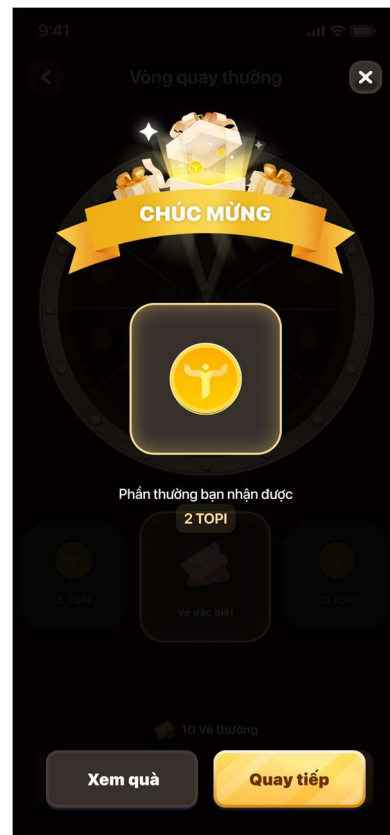 9:41
Vòng quay thưởng
CHÚC MỪNG
Phần thưởng bạn nhận được
2 TOPI
5 TOPI
Vé đặc biệt
10 TOPI
10 Vé thường
Xem quà
Quay tiếp